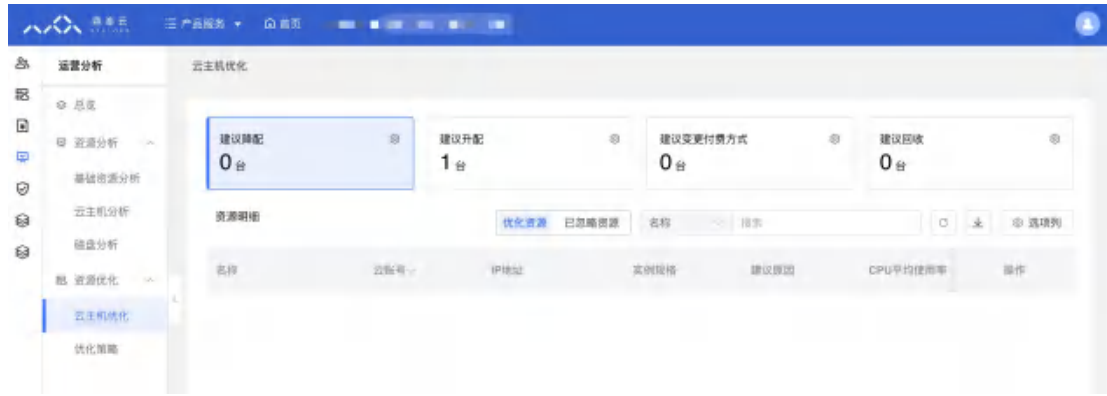 产品服务 首页
运营分析
云主机优化
总览
资源分析
基础资源分析
云主机分析
磁盘分析
资源优化
云主机优化
优化策略
建议降配
0 台
建议升配
1 台
建议变更付费方式
0 台
建议回收
0 台
资源明细 优化资源 已忽略资源 名称 搜索 选项列
名称 云账号 IP地址 实例规格 建议原因 CPU平均使用率 操作